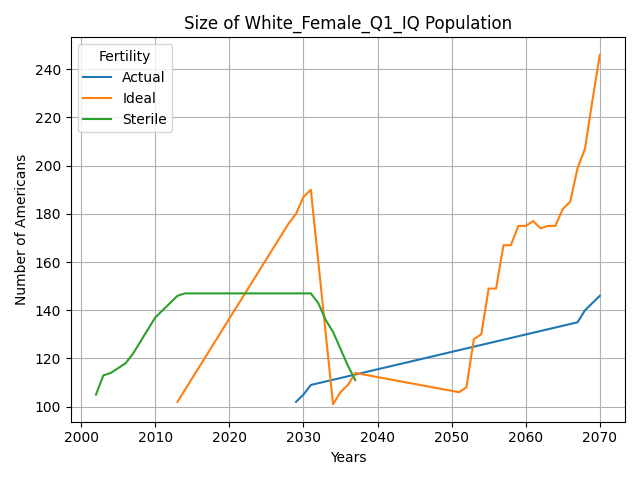 Size of White_Female_Q1_IQ Population
Fertility
Actual
Ideal
Sterile
Number of Americans
240
220
200
180
160
140
120
100
2000 2010 2020 2030 2040 2050 2060 2070
Years